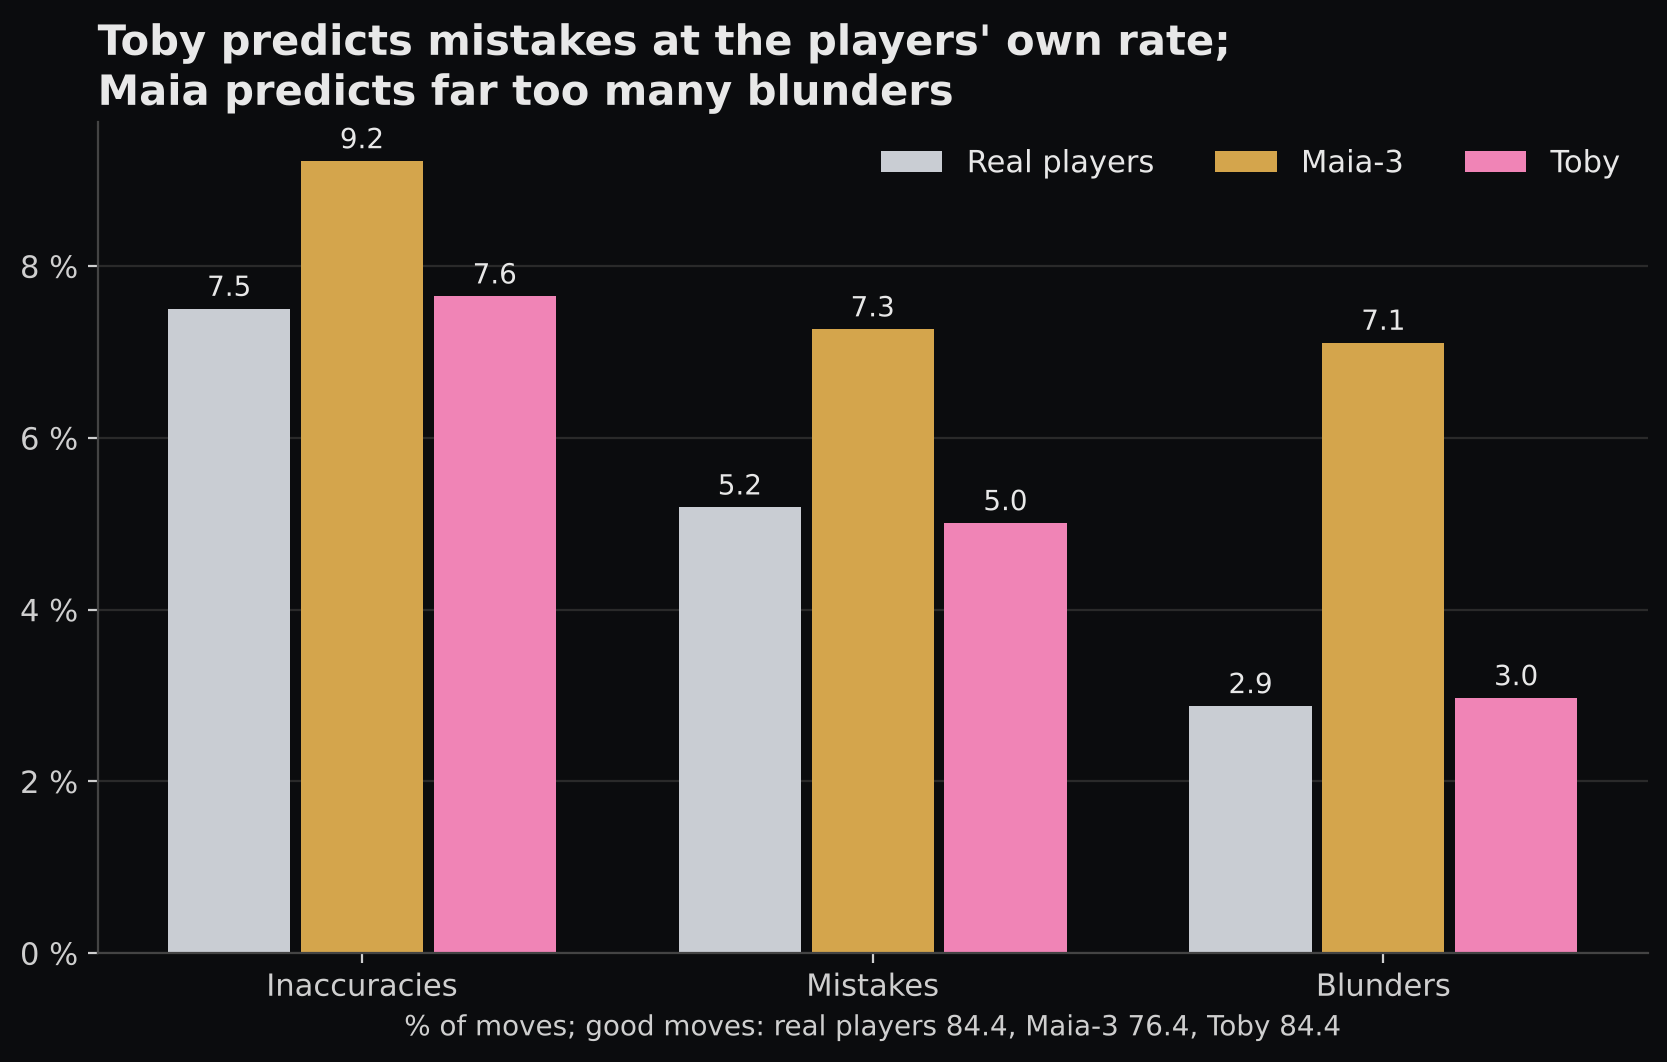 Toby predicts mistakes at the players' own rate;
Maia predicts far too many blunders
Real players
Maia-3
Toby
9.2
7.5
7.6
7.3
5.2
5.0
7.1
2.9
3.0
8 %
6 %
4 %
2 %
0 %
Inaccuracies
Mistakes
Blunders
% of moves; good moves: real players 84.4, Maia-3 76.4, Toby 84.4